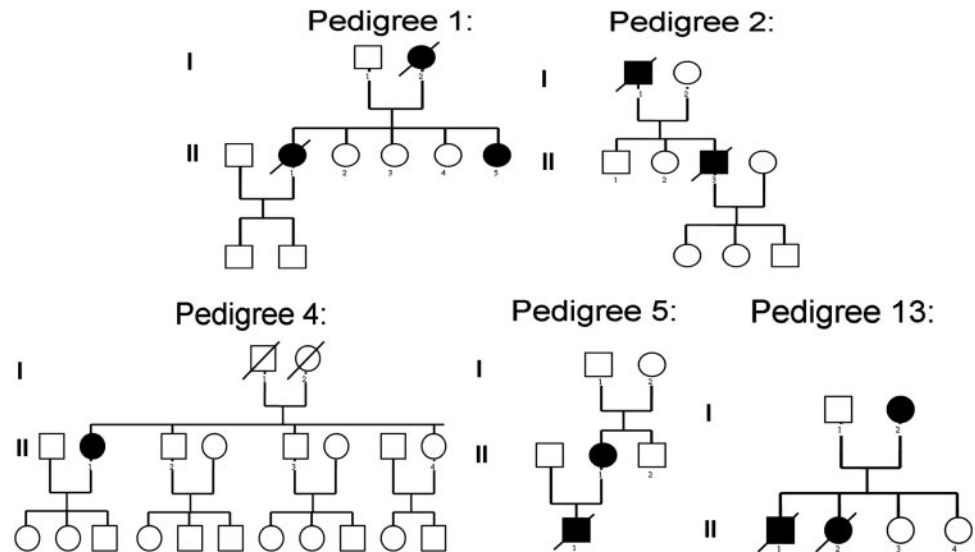 Pedigree 1:
Pedigree 2:
I
1 2
I
1 2
II
1 2 3 4 5
II
1 2 3
Pedigree 4:
Pedigree 5:
Pedigree 13:
I
1 2
I
1 2
I
1 2
II
1 2 3 4
II
1 2
1
II
1 2 3 4